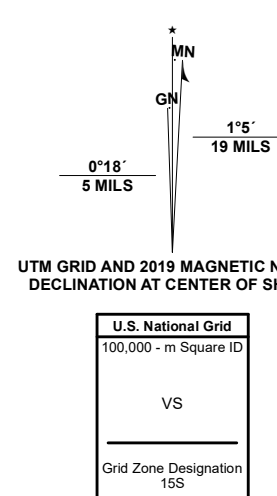 ★
MN
GN
1°5´
19 MILS
0°18´
5 MILS
UTM GRID AND 2019 MAGNETIC N
DECLINATION AT CENTER OF SH
U.S. National Grid
100,000 - m Square ID
VS
Grid Zone Designation
15S